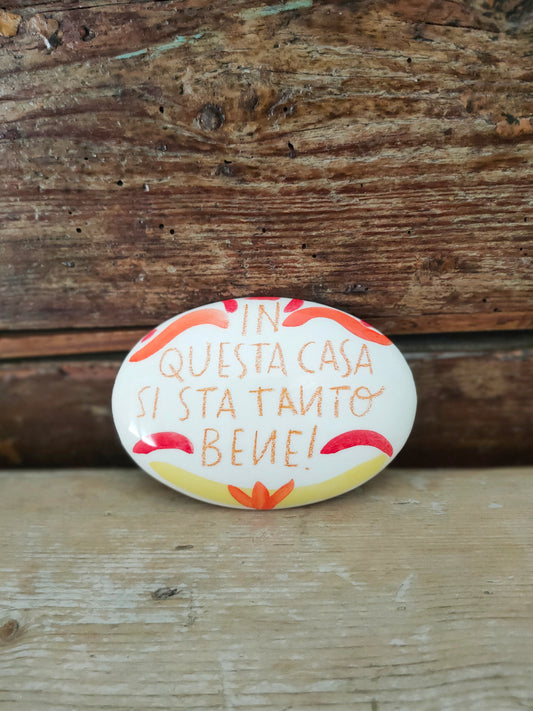 IN
QUESTA CASA
SI STA TANTO
BENE!